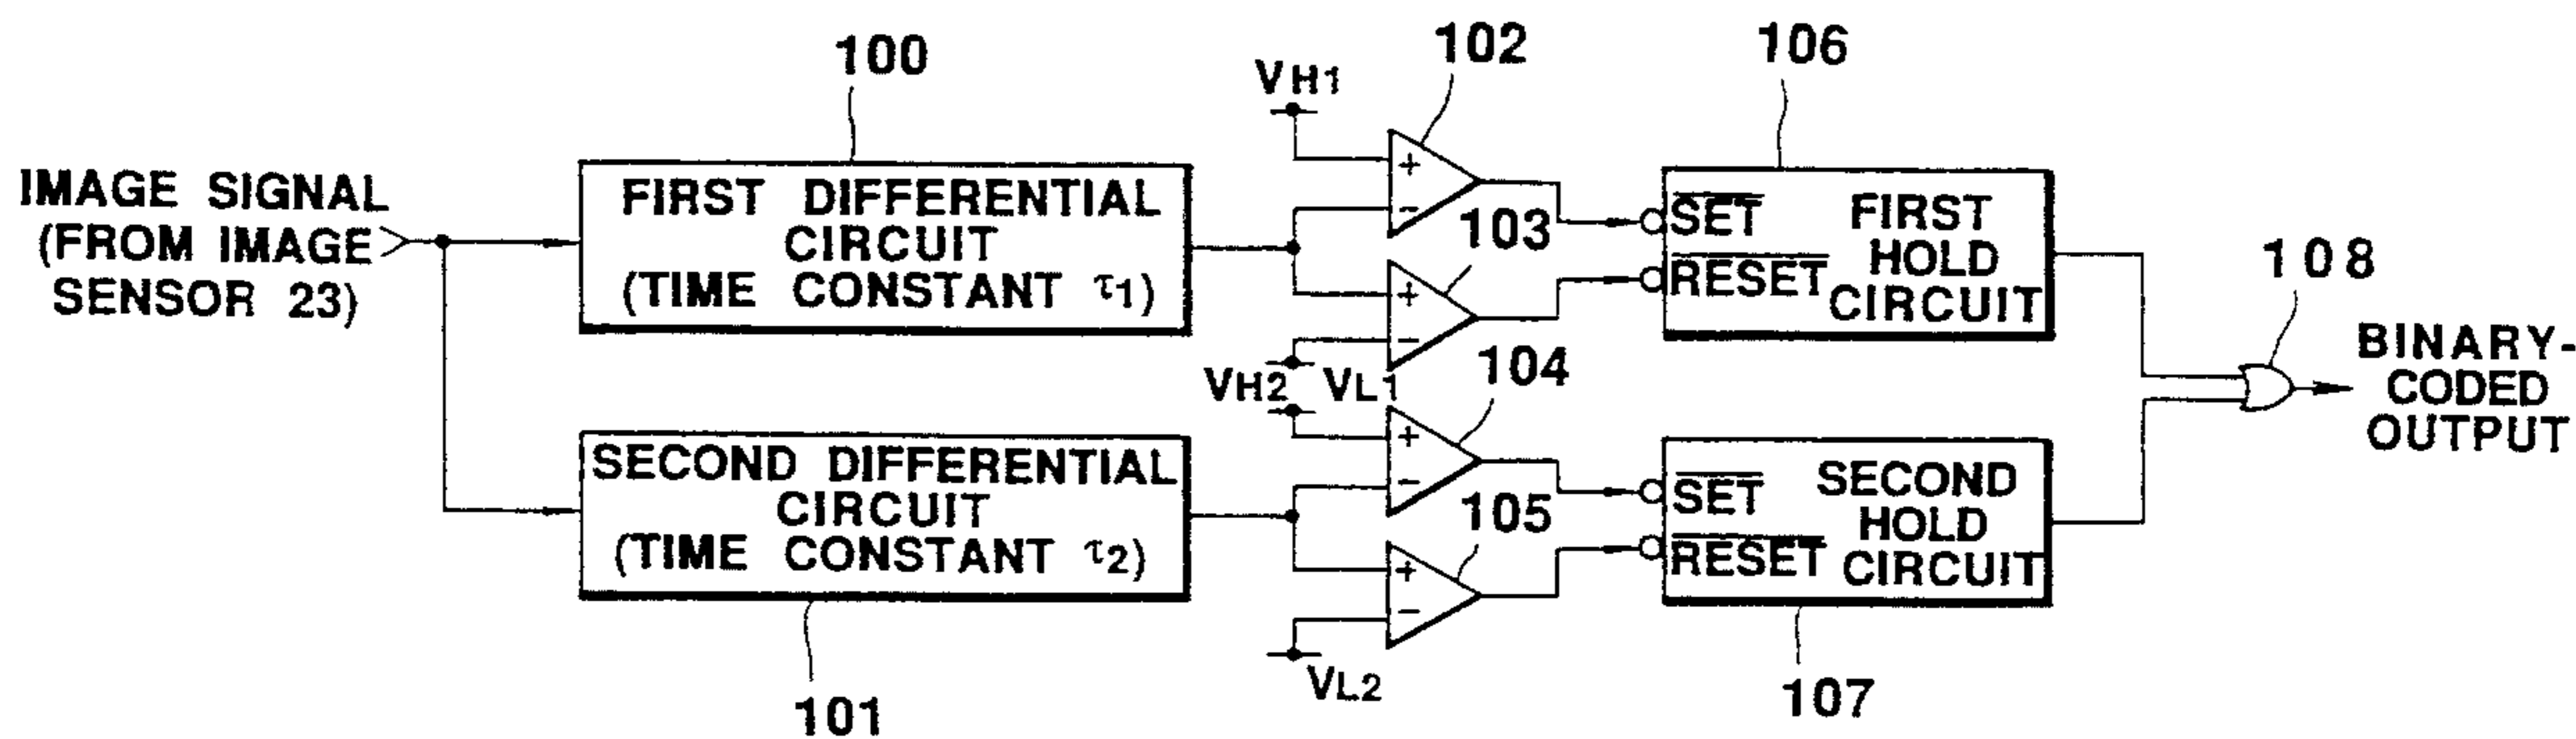 100
102
106
VH1
IMAGE SIGNAL
(FROM IMAGE
SENSOR 23)
FIRST DIFFERENTIAL
CIRCUIT
(TIME CONSTANT τ1)
+
−
103
+
−
SET
RESET
FIRST
HOLD
CIRCUIT
108
BINARY-
CODED
OUTPUT
VH2
VL1
104
SECOND DIFFERENTIAL
CIRCUIT
(TIME CONSTANT τ2)
+
−
105
+
−
SET
RESET
SECOND
HOLD
CIRCUIT
VL2
101
107